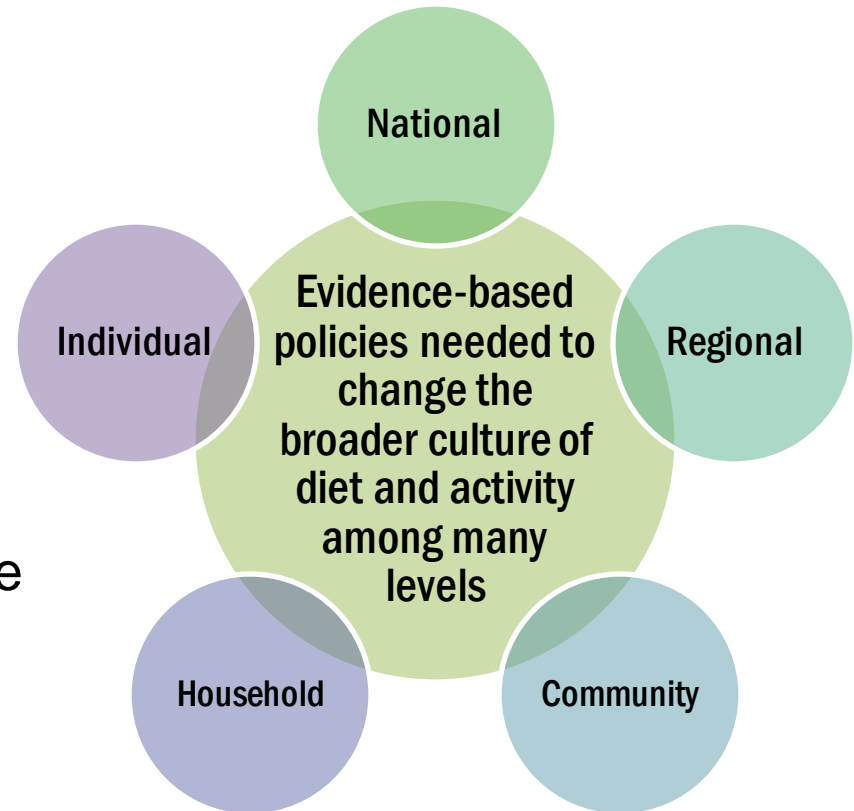 National
Individual
Regional
Evidence-based
policies needed to
change the
broader culture of
diet and activity
among many
levels
e
Household
Community